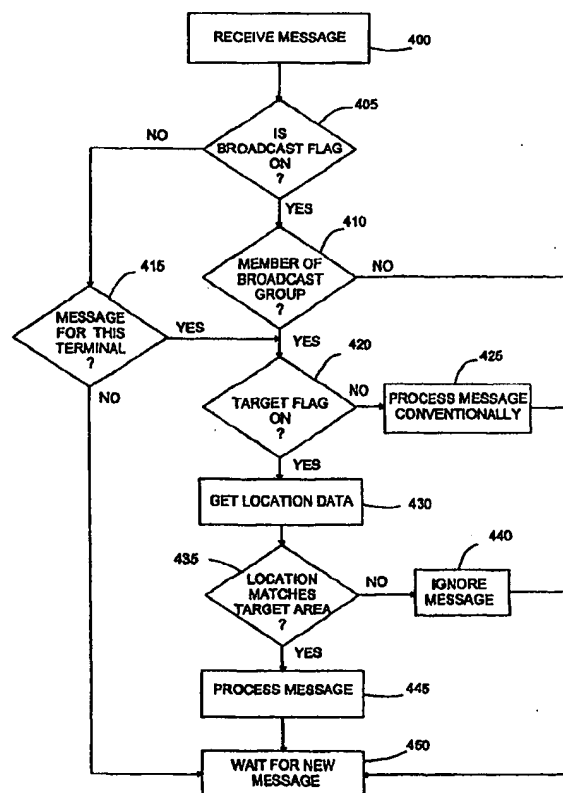 RECEIVE MESSAGE
400
405
NO
IS
BROADCAST FLAG
ON
?
YES
410
MEMBER OF
BROADCAST
GROUP
?
NO
415
MESSAGE
FOR THIS
TERMINAL
?
YES
YES
420
NO
TARGET FLAG
ON
?
NO
425
PROCESS MESSAGE
CONVENTIONALLY
YES
GET LOCATION DATA
430
435
LOCATION
MATCHES
TARGET AREA
?
NO
440
IGNORE
MESSAGE
YES
PROCESS MESSAGE
445
WAIT FOR NEW
MESSAGE
450